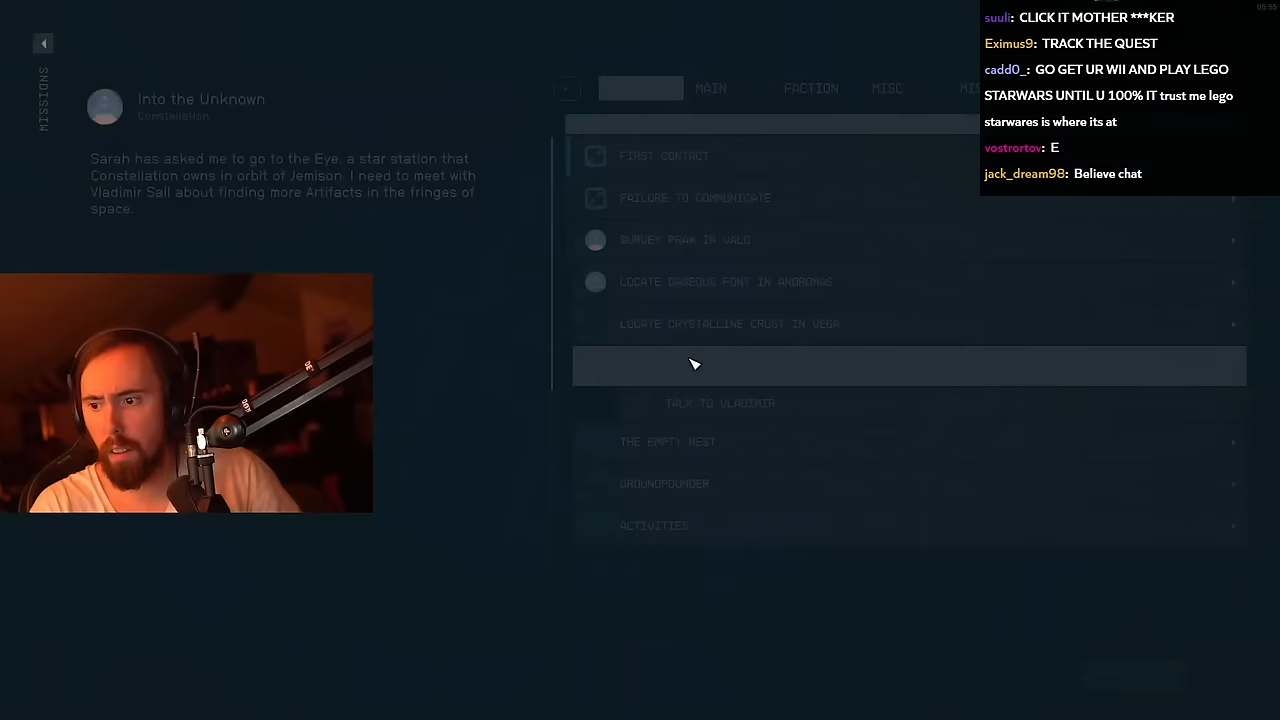 05:55
suuli: CLICK IT MOTHER ***KER
Eximus9: TRACK THE QUEST
cadd0_: GO GET UR WII AND PLAY LEGO
STARWARS UNTIL U 100% IT trust me lego
starwares is where its at
vostrortov: E
jack_dream98: Believe chat
MISSIONS
Into the Unknown
Constellation
Sarah has asked me to go to the Eye, a star station that
Constellation owns in orbit of Jemison. I need to meet with
Vladimir Sall about finding more Artifacts in the fringes of
space.
MAIN FACTION MISC MIS
FIRST CONTACT
FAILURE TO COMMUNICATE
SURVEY PRAX IN VALO
LOCATE GASEOUS FONT IN ANDROMAS
LOCATE CRYSTALLINE CRUST IN VEGA
TALK TO VLADIMIR
THE EMPTY NEST
GROUNDPOUNDER
ACTIVITIES